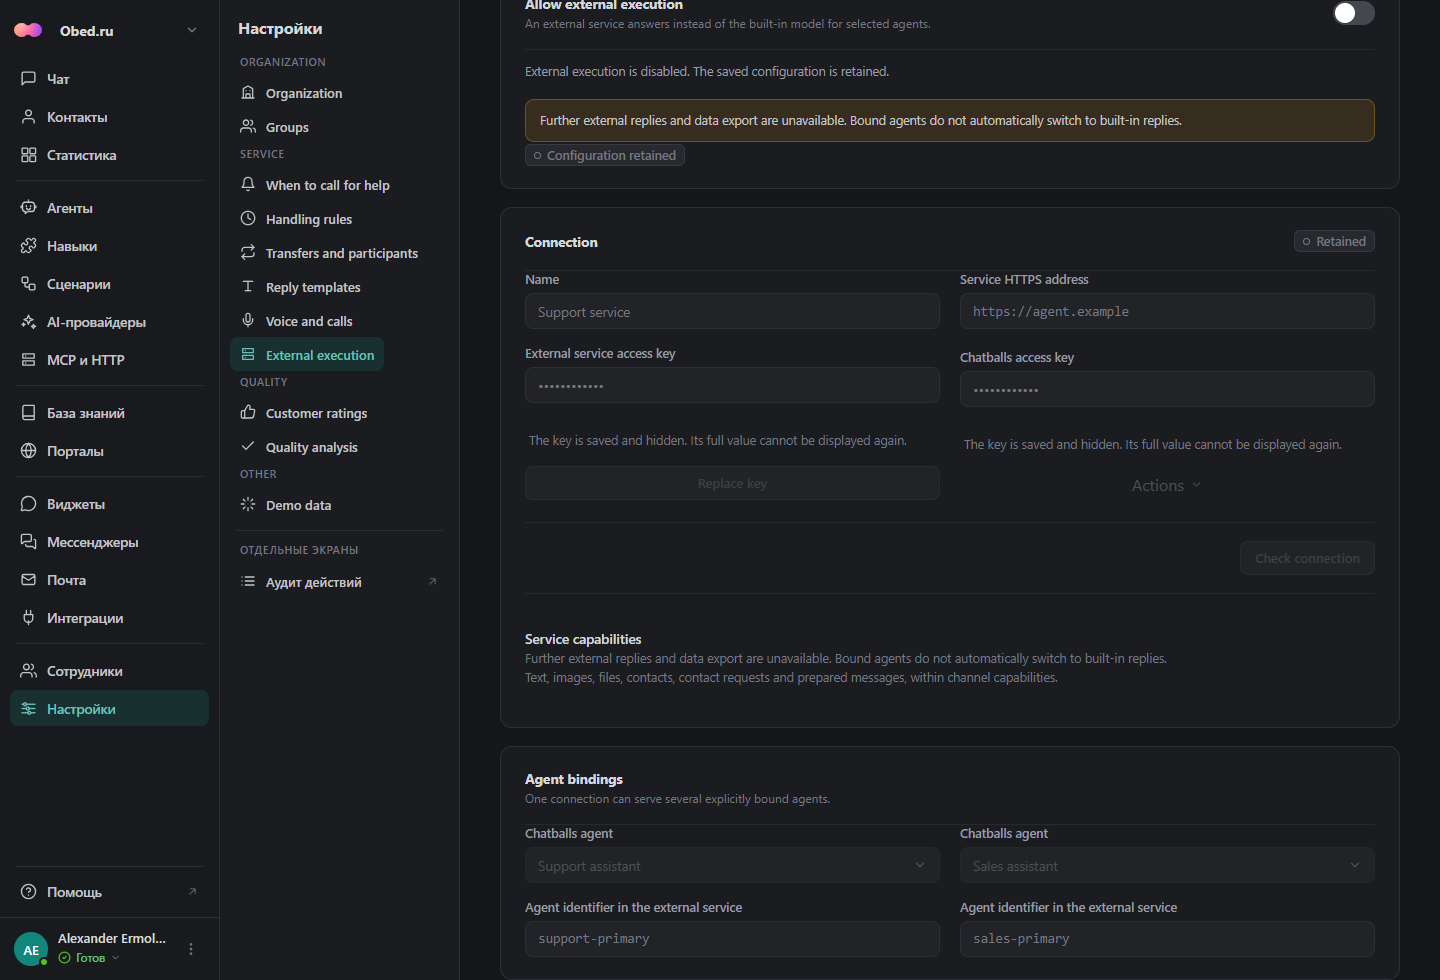 Obed.ru
Чат
Контакты
Статистика
Агенты
Навыки
Сценарии
AI-провайдеры
MCP и HTTP
База знаний
Порталы
Виджеты
Мессенджеры
Почта
Интеграции
Сотрудники
Настройки
Помощь
AE
Alexander Ermol...
Готов
Настройки
ORGANIZATION
Organization
Groups
SERVICE
When to call for help
Handling rules
Transfers and participants
Reply templates
Voice and calls
External execution
QUALITY
Customer ratings
Quality analysis
OTHER
Demo data
ОТДЕЛЬНЫЕ ЭКРАНЫ
Аудит действий
Allow external execution
An external service answers instead of the built-in model for selected agents.
External execution is disabled. The saved configuration is retained.
Further external replies and data export are unavailable. Bound agents do not automatically switch to built-in replies.
Configuration retained
Connection
Retained
Name
Service HTTPS address
Support service
https://agent.example
External service access key
Chatballs access key
••••••••••••
••••••••••••
The key is saved and hidden. Its full value cannot be displayed again.
The key is saved and hidden. Its full value cannot be displayed again.
Replace key
Actions
Check connection
Service capabilities
Further external replies and data export are unavailable. Bound agents do not automatically switch to built-in replies.
Text, images, files, contacts, contact requests and prepared messages, within channel capabilities.
Agent bindings
One connection can serve several explicitly bound agents.
Chatballs agent
Chatballs agent
Support assistant
Sales assistant
Agent identifier in the external service
Agent identifier in the external service
support-primary
sales-primary